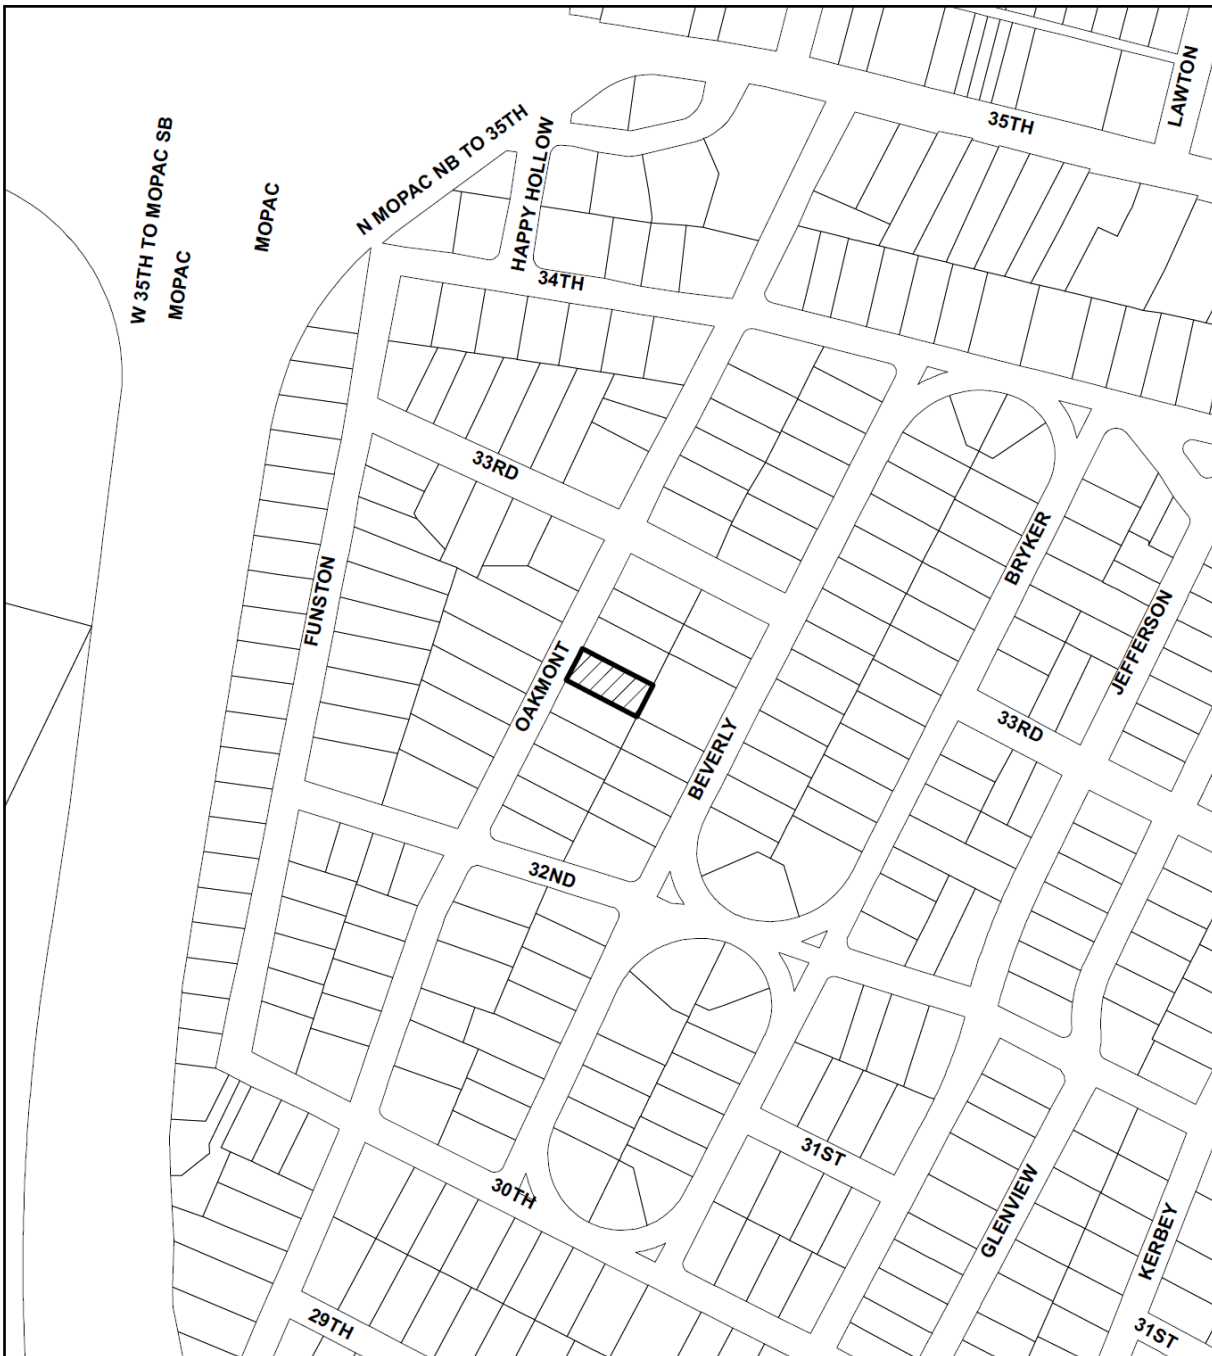 LAWTON
35TH
N MOPAC NB TO 35TH
HAPPY HOLLOW
W 35TH TO MOPAC SB
MOPAC
MOPAC
34TH
33RD
BRYKER
FUNSTON
JEFFERSON
OAKMONT
33RD
BEVERLY
32ND
31ST
30TH
GLENVIEW
KERBEY
29TH
31ST